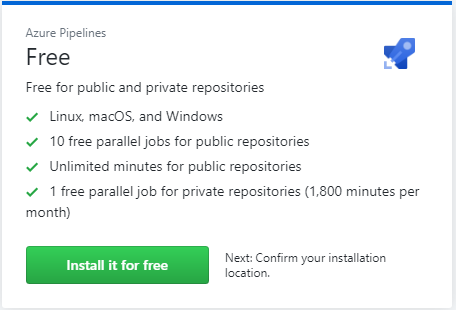 Azure Pipelines
Free
Free for public and private repositories
Linux, macOS, and Windows
10 free parallel jobs for public repositories
Unlimited minutes for public repositories
1 free parallel job for private repositories (1,800 minutes per
month)
Install it for free
Next: Confirm your installation
location.